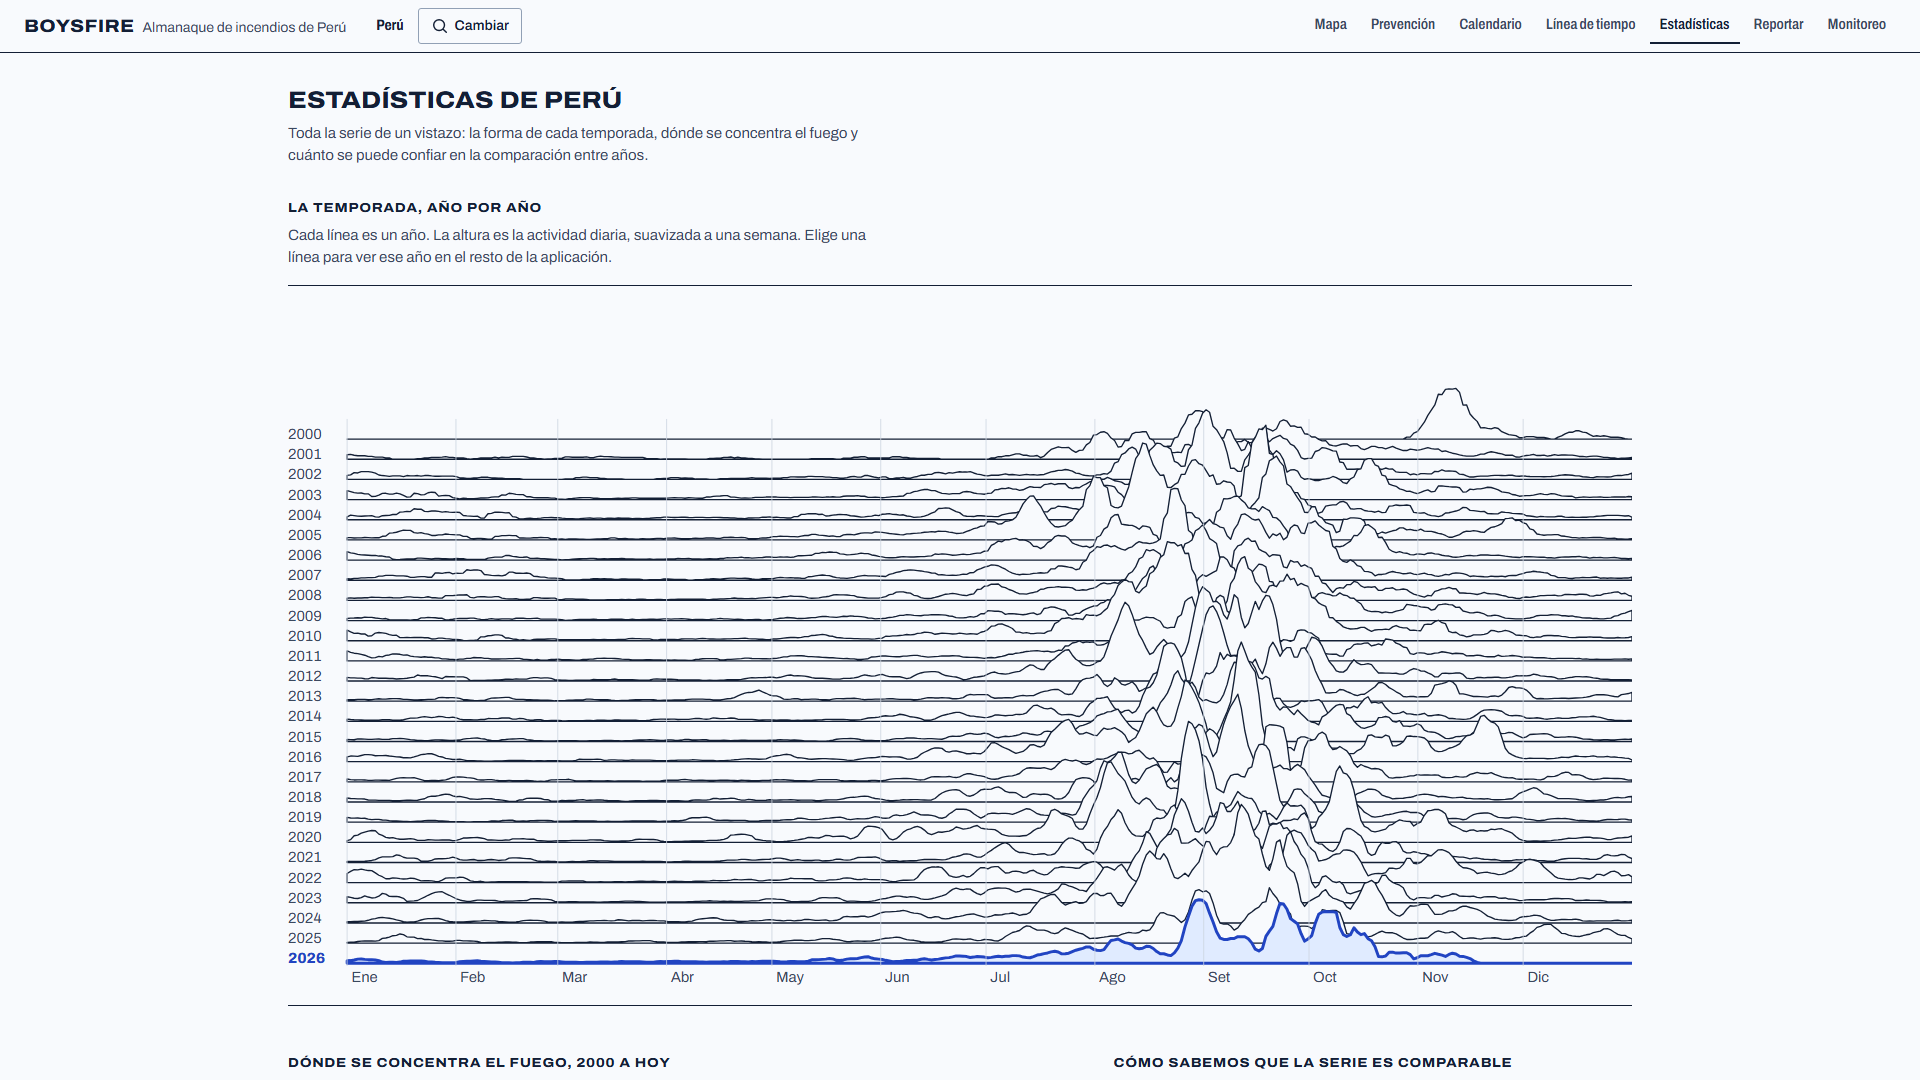 BOYSFIRE Almanaque de incendios de Perú Perú Cambiar Mapa Prevención Calendario Línea de tiempo Estadísticas Reportar Monitoreo
ESTADÍSTICAS DE PERÚ
Toda la serie de un vistazo: la forma de cada temporada, dónde se concentra el fuego y
cuánto se puede confiar en la comparación entre años.
LA TEMPORADA, AÑO POR AÑO
Cada línea es un año. La altura es la actividad diaria, suavizada a una semana. Elige una
línea para ver ese año en el resto de la aplicación.
2000
2001
2002
2003
2004
2005
2006
2007
2008
2009
2010
2011
2012
2013
2014
2015
2016
2017
2018
2019
2020
2021
2022
2023
2024
2025
2026
Ene Feb Mar Abr May Jun Jul Ago Set Oct Nov Dic
DÓNDE SE CONCENTRA EL FUEGO, 2000 A HOY
CÓMO SABEMOS QUE LA SERIE ES COMPARABLE